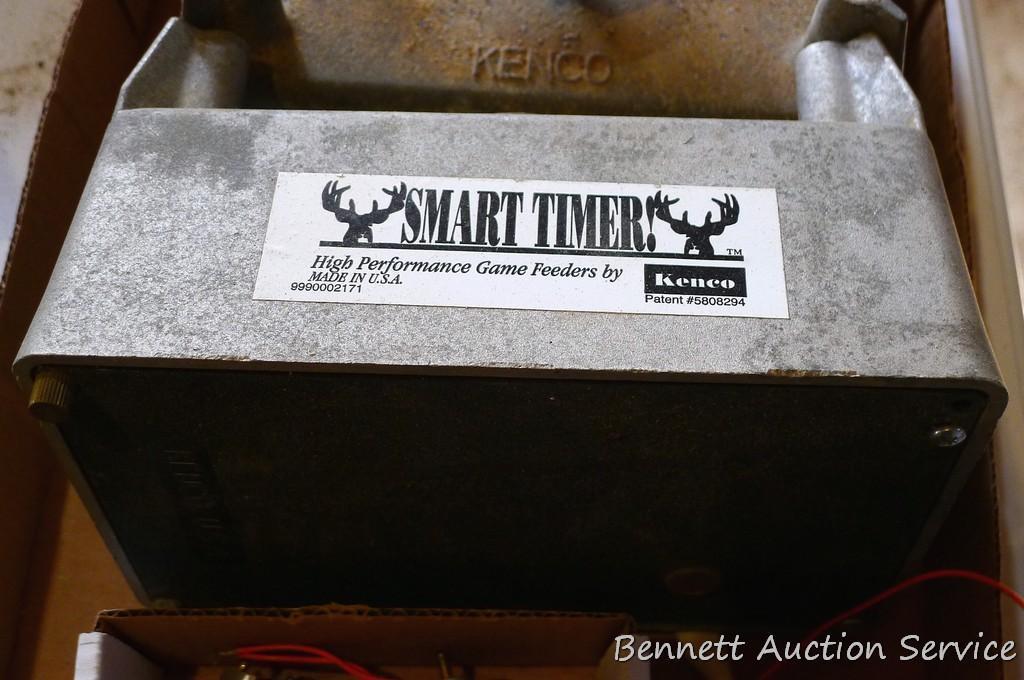 KENCO
SMART TIMER!
TM
High Performance Game Feeders by
MADE IN U.S.A.
Kenco
9990002171
Patent #5808294
Bennett Auction Service